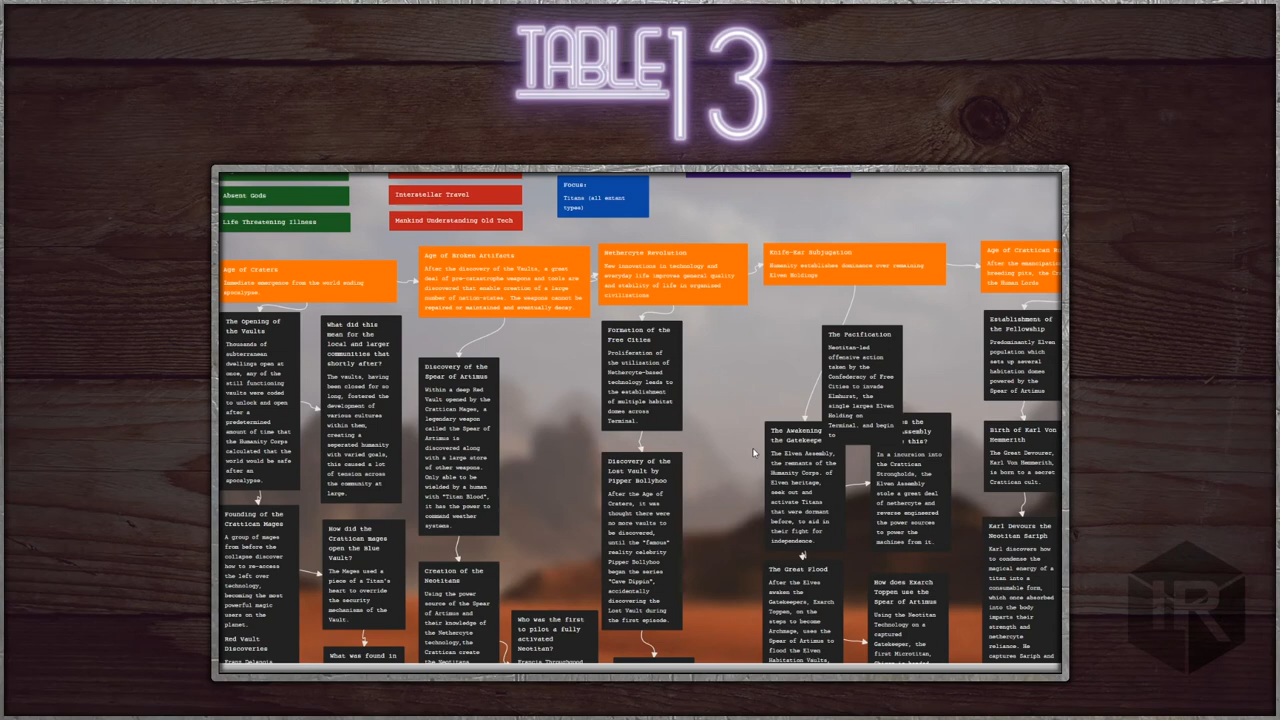 TABLE 13
Absent Gods
Life Threatening Illness
Interstellar Travel
Mankind Understanding Old Tech
Focus:
Titans (all extant
types)
Age of Craters
Immediate emergence from the world ending
apocalypse.
Age of Broken Artifacts
After the discovery of the Vaults, a great
deal of pre-catastrophe weapons and tools are
discovered that enable creation of a large
number of nation-states. The weapons cannot be
repaired or maintained and eventually decay.
Nethercyte Revolution
New innovations in technology and
everyday life improves general quality
and stability of life in organized
civilizations
Knife-Ear Subjugation
Humanity establishes dominance over remaining
Elven Holdings
Age of Crattican
After the emancipatio
breeding pits, the Cr
the Human Lords
The Opening of
the Vaults
Thousands of
subterranean
dwellings open at
once, any of the
still functioning
vaults were coded
to unlock and open
after a
predetermined
amount of time that
the Humanity Corps
calculated that the
world would be safe
after an
apocalypse.
Founding of the
Crattican Mages
A group of mages
from before the
collapse discover
how to re-access
the left over
technology,
becoming the most
powerful magic
users on the
planet.
Red Vault
Discoveries
What did this
mean for the
local and larger
communities that
shortly after?
The vaults, having
been closed for so
long, fostered the
development of
various cultures
within them,
creating a
seperated humanity
with varied goals,
this caused a lot
of tension across
the community at
large.
How did the
Crattican mages
open the Blue
Vault?
The Mages used a
piece of a Titan's
heart to override
the security
mechanisms of the
Vault.
What was found in
Discovery of the
Spear of Artimus
Within a deep Red
Vault opened by the
Crattican Mages, a
legendary weapon
called the Spear of
Artimus is
discovered along
with a large store
of other weapons.
Only able to be
wielded by a human
with "Titan Blood",
it has the power to
command weather
systems.
Creation of the
Neotitans
Using the power
source of the Spear
of Artimus and
their knowledge of
the Nethercyte
technology,the
Crattican create
the Neotitans
Who was the first
to pilot a fully
activated
Neotitan?
Formation of the
Free Cities
Proliferation of
the utilization of
Nethercyte-based
technology leads to
the establishment
of multiple habitat
domes across
Terminal.
Discovery of the
Lost Vault by
Pipper Bollyhoo
After the Age of
Craters, it was
thought there were
no more vaults to
be discovered,
until the "famous"
reality celebrity
Pipper Bollyhoo
began the series
"Cave Dippin",
accidentally
discovering the
Lost Vault during
the first episode.
The Pacification
Neotitan-led
offensive action
taken by the
Confederacy of Free
Cities to invade
Elmhurst, the
single larges Elven
Holding on
Terminal. and begin
to
The Awakening
the Gatekeepe
The Elven Assembly,
the remnants of the
Humanity Corps. of
Elven heritage,
seek out and
activate Titans
that were dormant
before, to aid in
their fight for
independence.
es the
ssembly
this?
In a incursion into
the Crattican
Strongholds, the
Elven Assembly
stole a great deal
of nethercyte and
reverse engineered
the power sources
to power the
machines from it.
The Great Flood
After the Elves
awaken the
Gatekeepers, Exarch
Toppen, on the
steps to become
Archmage, uses the
Spear of Artimus to
flood the Elven
Habitation Vaults,
How does Exarch
Toppen use the
Spear of Artimus
Using the Neotitan
Technology on a
captured
Gatekeeper, the
first Microtitan,
Establishment of
the Fellowship
Predominantly Elven
population which
sets up several
habitation domes
powered by the
Spear of Artimus
Birth of Karl Von
Hemmerith
The Great Devourer,
Karl Von Hemmerith,
is born to a secret
Crattican cult.
Karl Devours the
Neotitan Sariph
Karl discovers how
to condense the
magical energy of a
titan into a
consumable form,
which once absorbed
into the body
imparts their
strength and
nethercyte
reliance. He
captures Sariph and